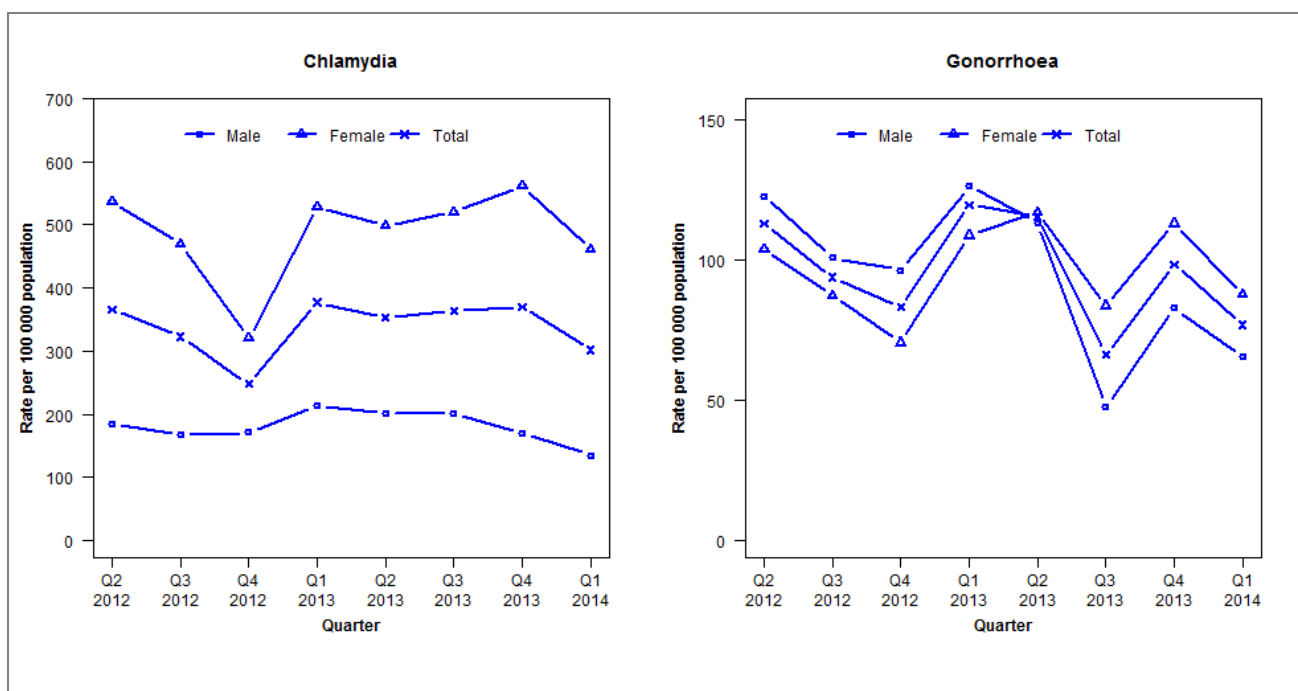 Chlamydia
Rate per 100 000 population
700
600
500
400
300
200
100
0
Male Female Total
Q2 Q3 Q4 Q1 Q2 Q3 Q4 Q1
2012 2012 2012 2013 2013 2013 2013 2014
Quarter
Gonorrhoea
Rate per 100 000 population
150
100
50
0
Male Female Total
Q2 Q3 Q4 Q1 Q2 Q3 Q4 Q1
2012 2012 2012 2013 2013 2013 2013 2014
Quarter